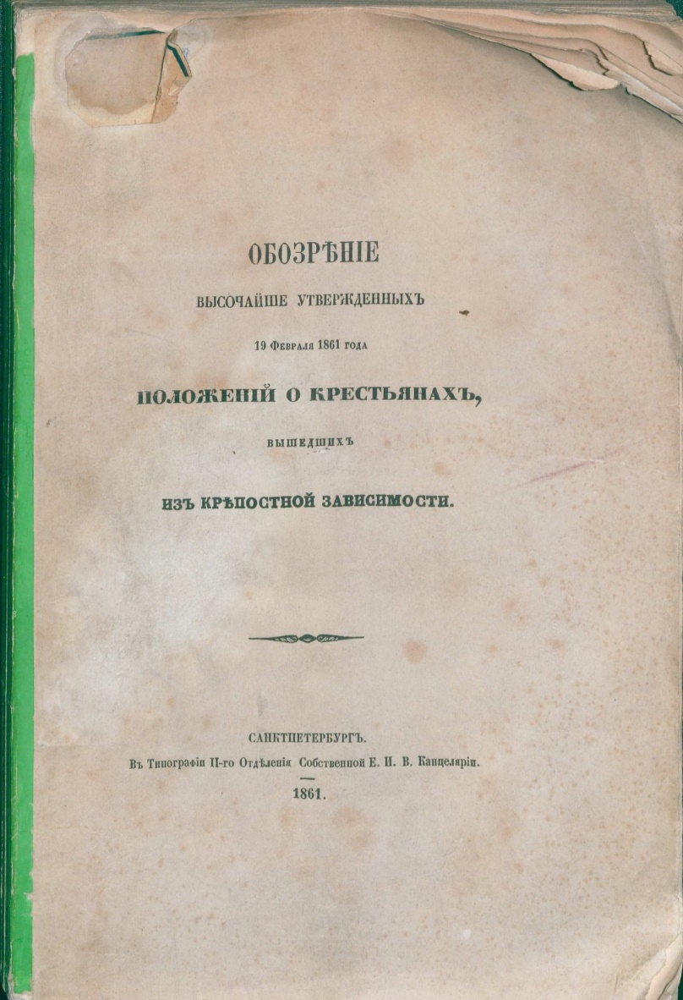 ОБОЗРѢНІЕ
ВЫСОЧАЙШЕ УТВЕРЖДЕННЫХЪ
19 ФЕВРАЛЯ 1861 ГОДА
ПОЛОЖЕНІЙ О КРЕСТЬЯНАХЪ,
ВЫШЕДШИХЪ
ИЗЪ КРѢПОСТНОЙ ЗАВИСИМОСТИ.
САНКТПЕТЕРБУРГЪ.
Въ Типографіи II-го Отдѣленія Собственной Е. И. В. Канцеляріи.
1861.